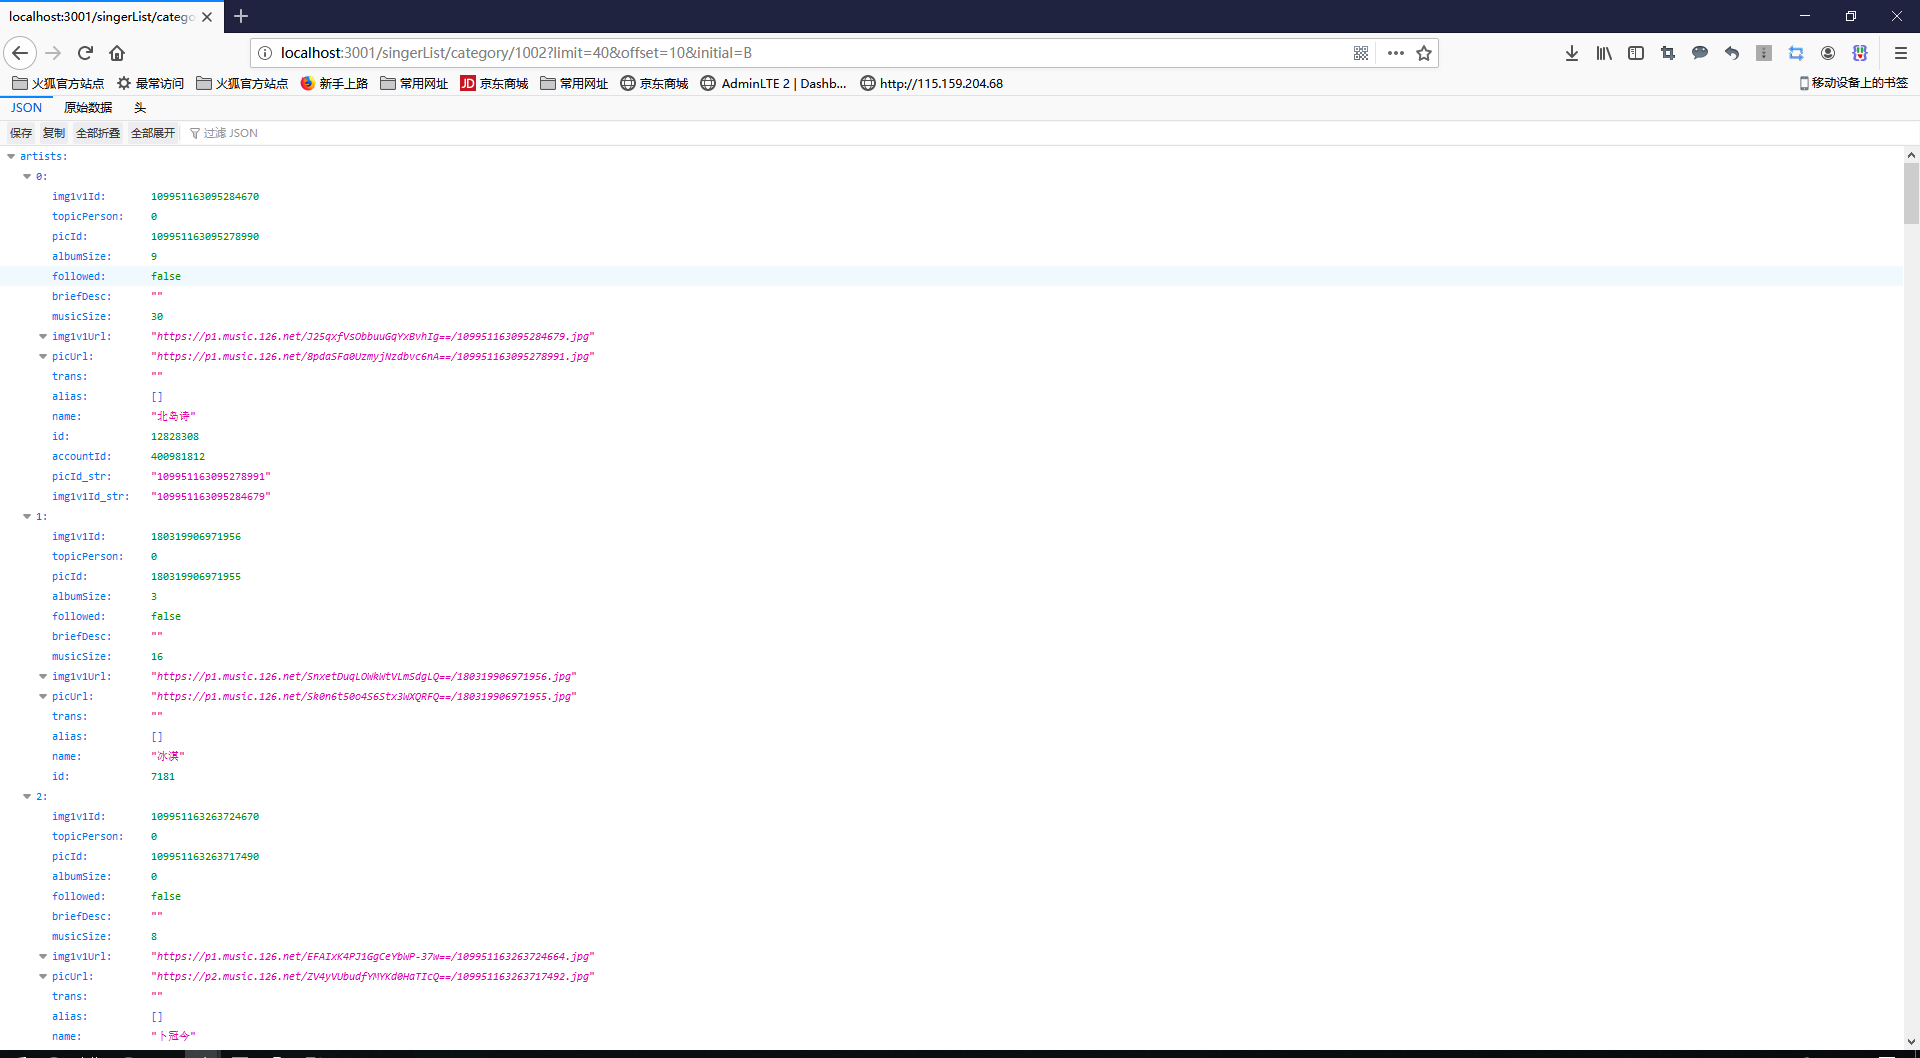 localhost:3001/singerList/catego
localhost:3001/singerList/category/1002?limit=40&offset=10&initial=B
火狐官方站点 最常访问 火狐官方站点 新手上路 常用网址 JD 京东商城 常用网址 京东商城 AdminLTE 2 | Dashb... http://115.159.204.68 移动设备上的书签
JSON 原始数据 头
保存 复制 全部折叠 全部展开 过滤 JSON
artists:
0:
img1v1Id: 109951163095284670
topicPerson: 0
picId: 109951163095278990
albumSize: 9
followed: false
briefDesc: ""
musicSize: 30
img1v1Url: "https://p1.music.126.net/J25qxfVsObbuuGqYxBvhIg==/109951163095284679.jpg"
picUrl: "https://p1.music.126.net/8pdaSFa0UzmyjNzdbvc6nA==/109951163095278991.jpg"
trans: ""
alias: []
name: "北岛诗"
id: 12828308
accountId: 400981812
picId_str: "109951163095278991"
img1v1Id_str: "109951163095284679"
1:
img1v1Id: 180319906971956
topicPerson: 0
picId: 180319906971955
albumSize: 3
followed: false
briefDesc: ""
musicSize: 16
img1v1Url: "https://p1.music.126.net/SnxetDuqLOWkWtVLmSdgLQ==/180319906971956.jpg"
picUrl: "https://p1.music.126.net/Sk0n6t50o4S6Stx3WXQRFQ==/180319906971955.jpg"
trans: ""
alias: []
name: "冰淇"
id: 7181
2:
img1v1Id: 109951163263724670
topicPerson: 0
picId: 109951163263717490
albumSize: 0
followed: false
briefDesc: ""
musicSize: 8
img1v1Url: "https://p1.music.126.net/EFAIxK4PJ1GgCeYbWP-37w==/109951163263724664.jpg"
picUrl: "https://p2.music.126.net/ZV4yVUbudfYMYKd0HaTIcQ==/109951163263717492.jpg"
trans: ""
alias: []
name: "卜冠今"